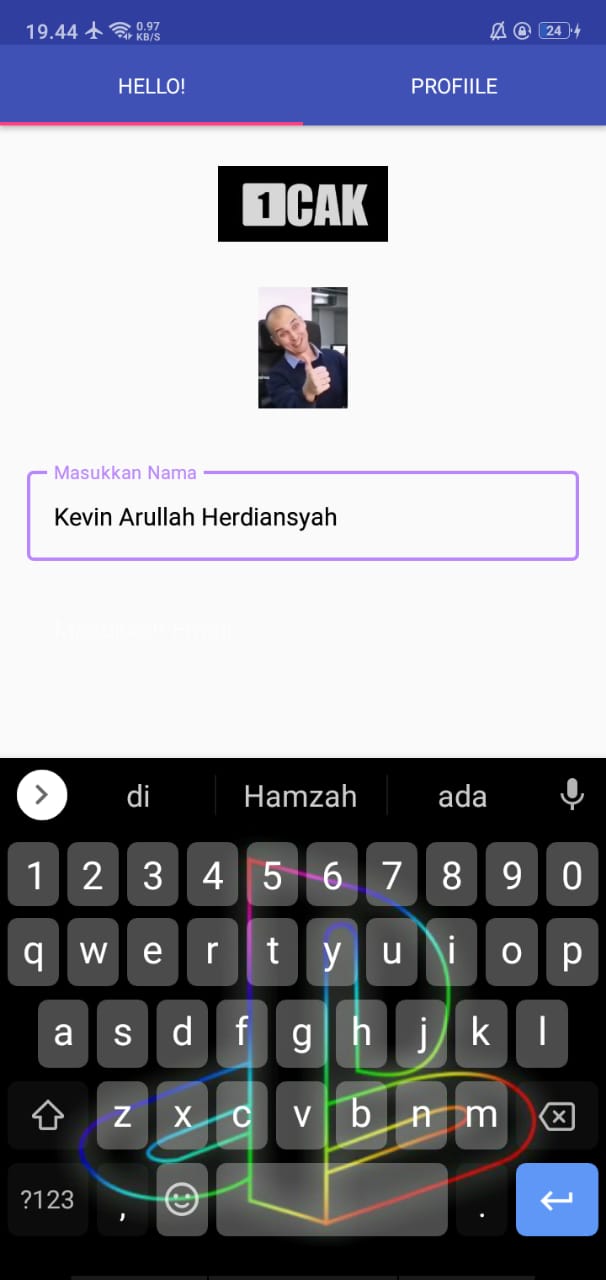 19.44 0.97 KB/S 24
HELLO! PROFIILE
1CAK
Masukkan Nama
Kevin Arullah Herdiansyah
di Hamzah ada
1 2 3 4 5 6 7 8 9 0
q w e r t y u i o p
a s d f g h j k l
z x c v b n m
?123 , .